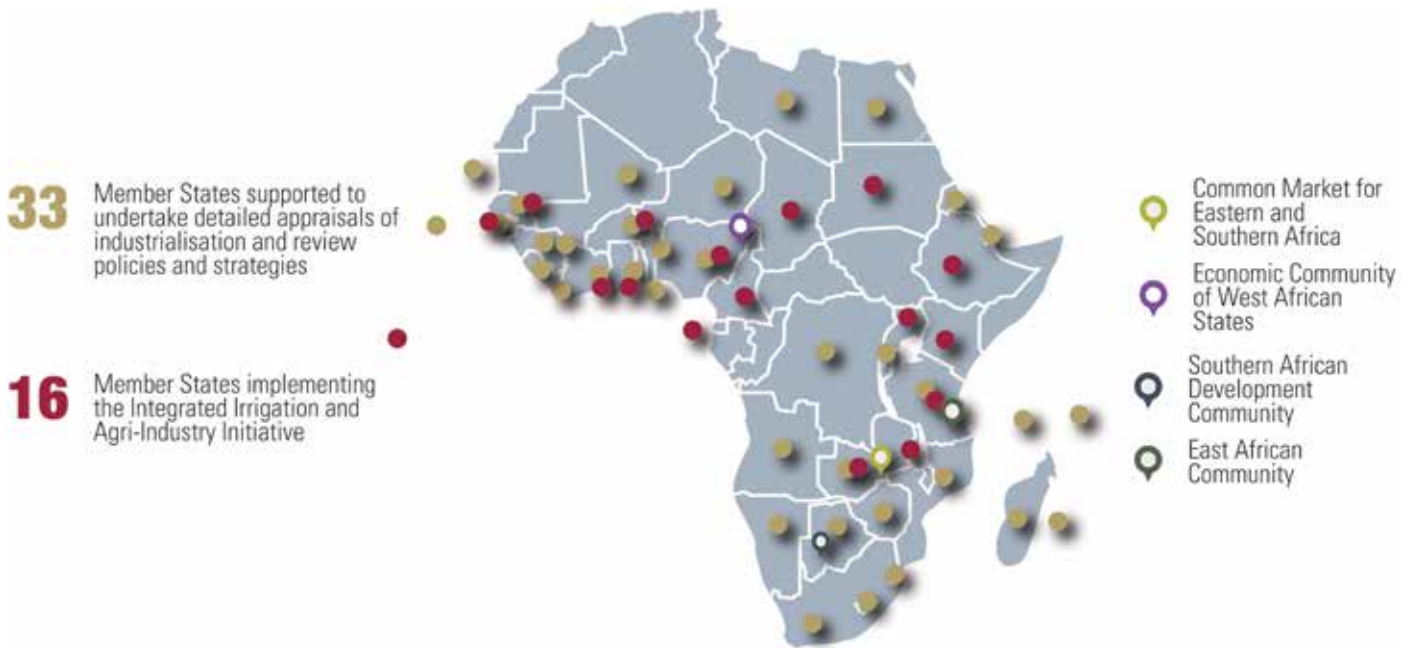 33
Member States supported to
undertake detailed appraisals of
industrialisation and review
policies and strategies
16
Member States implementing
the Integrated Irrigation and
Agri-Industry Initiative
Common Market for
Eastern and
Southern Africa
Economic Community
of West African
States
Southern African
Development
Community
East African
Community